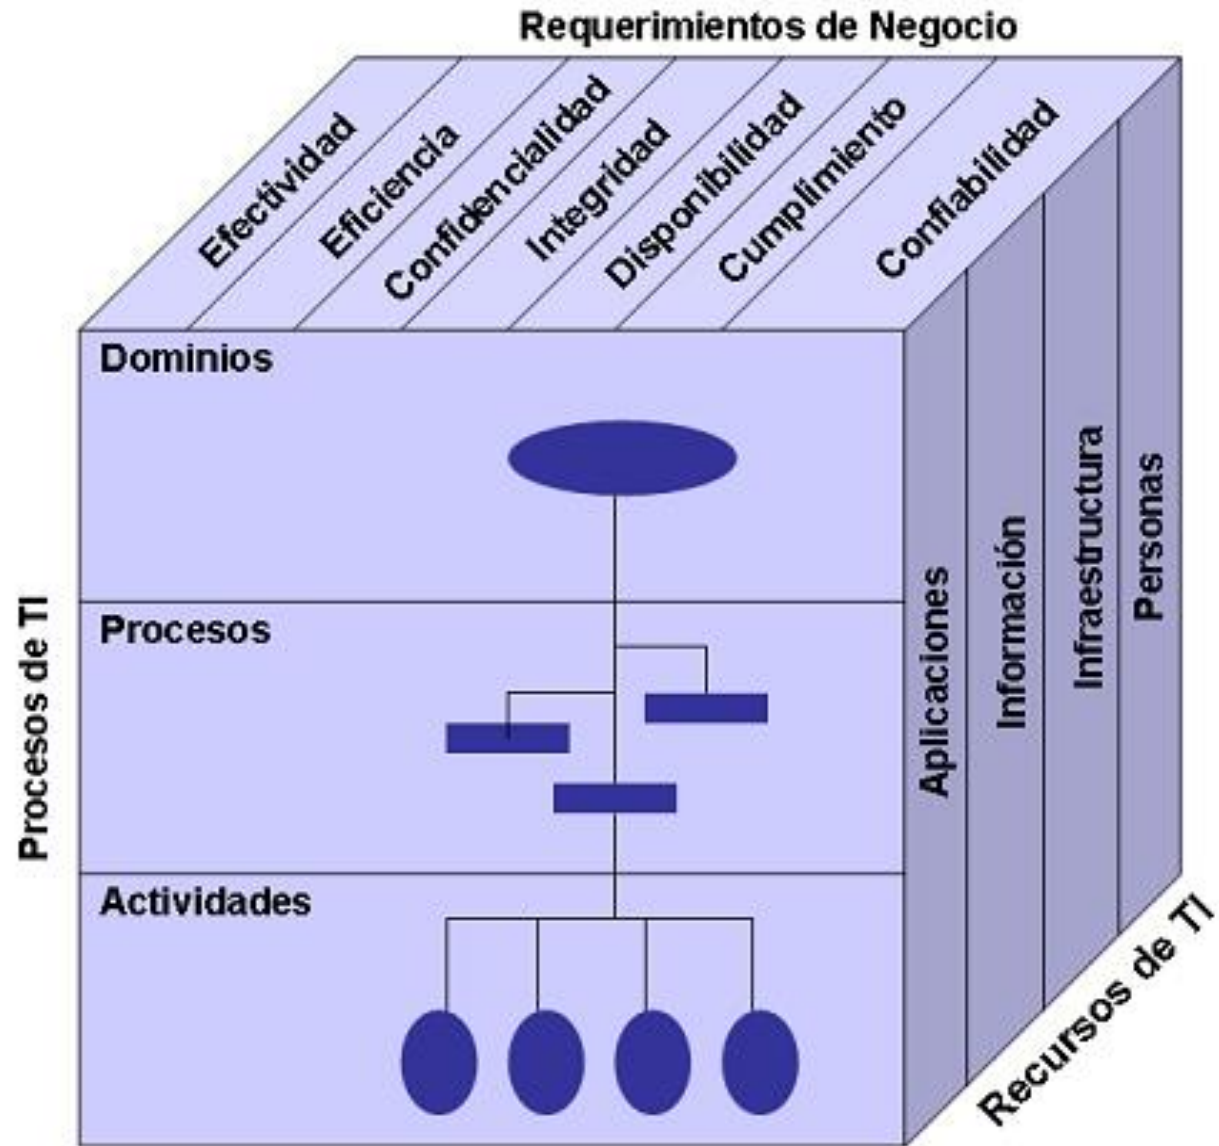 Requerimientos de Negocio
Efectividad
Eficiencia
Confidencialidad
Integridad
Disponibilidad
Cumplimiento
Confiabilidad
Dominios
Procesos
Actividades
Procesos de TI
Aplicaciones
Información
Infraestructura
Personas
Recursos de TI